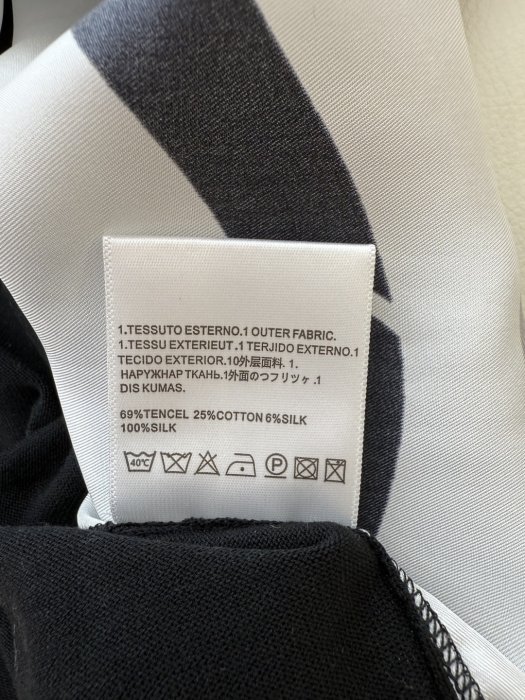 1.TESSUTO ESTERNO.1 OUTER FABRIC.
1.TESSU EXTERIEUT.1 TERJIDO EXTERNO.1
TECIDO EXTERIOR.10外层面料. 1.
НАРУЖНАР ТКАНЬ.1外面のつフリツヶ .1
DIS KUMAS.
69%TENCEL 25%COTTON 6%SILK
100%SILK
40℃ P